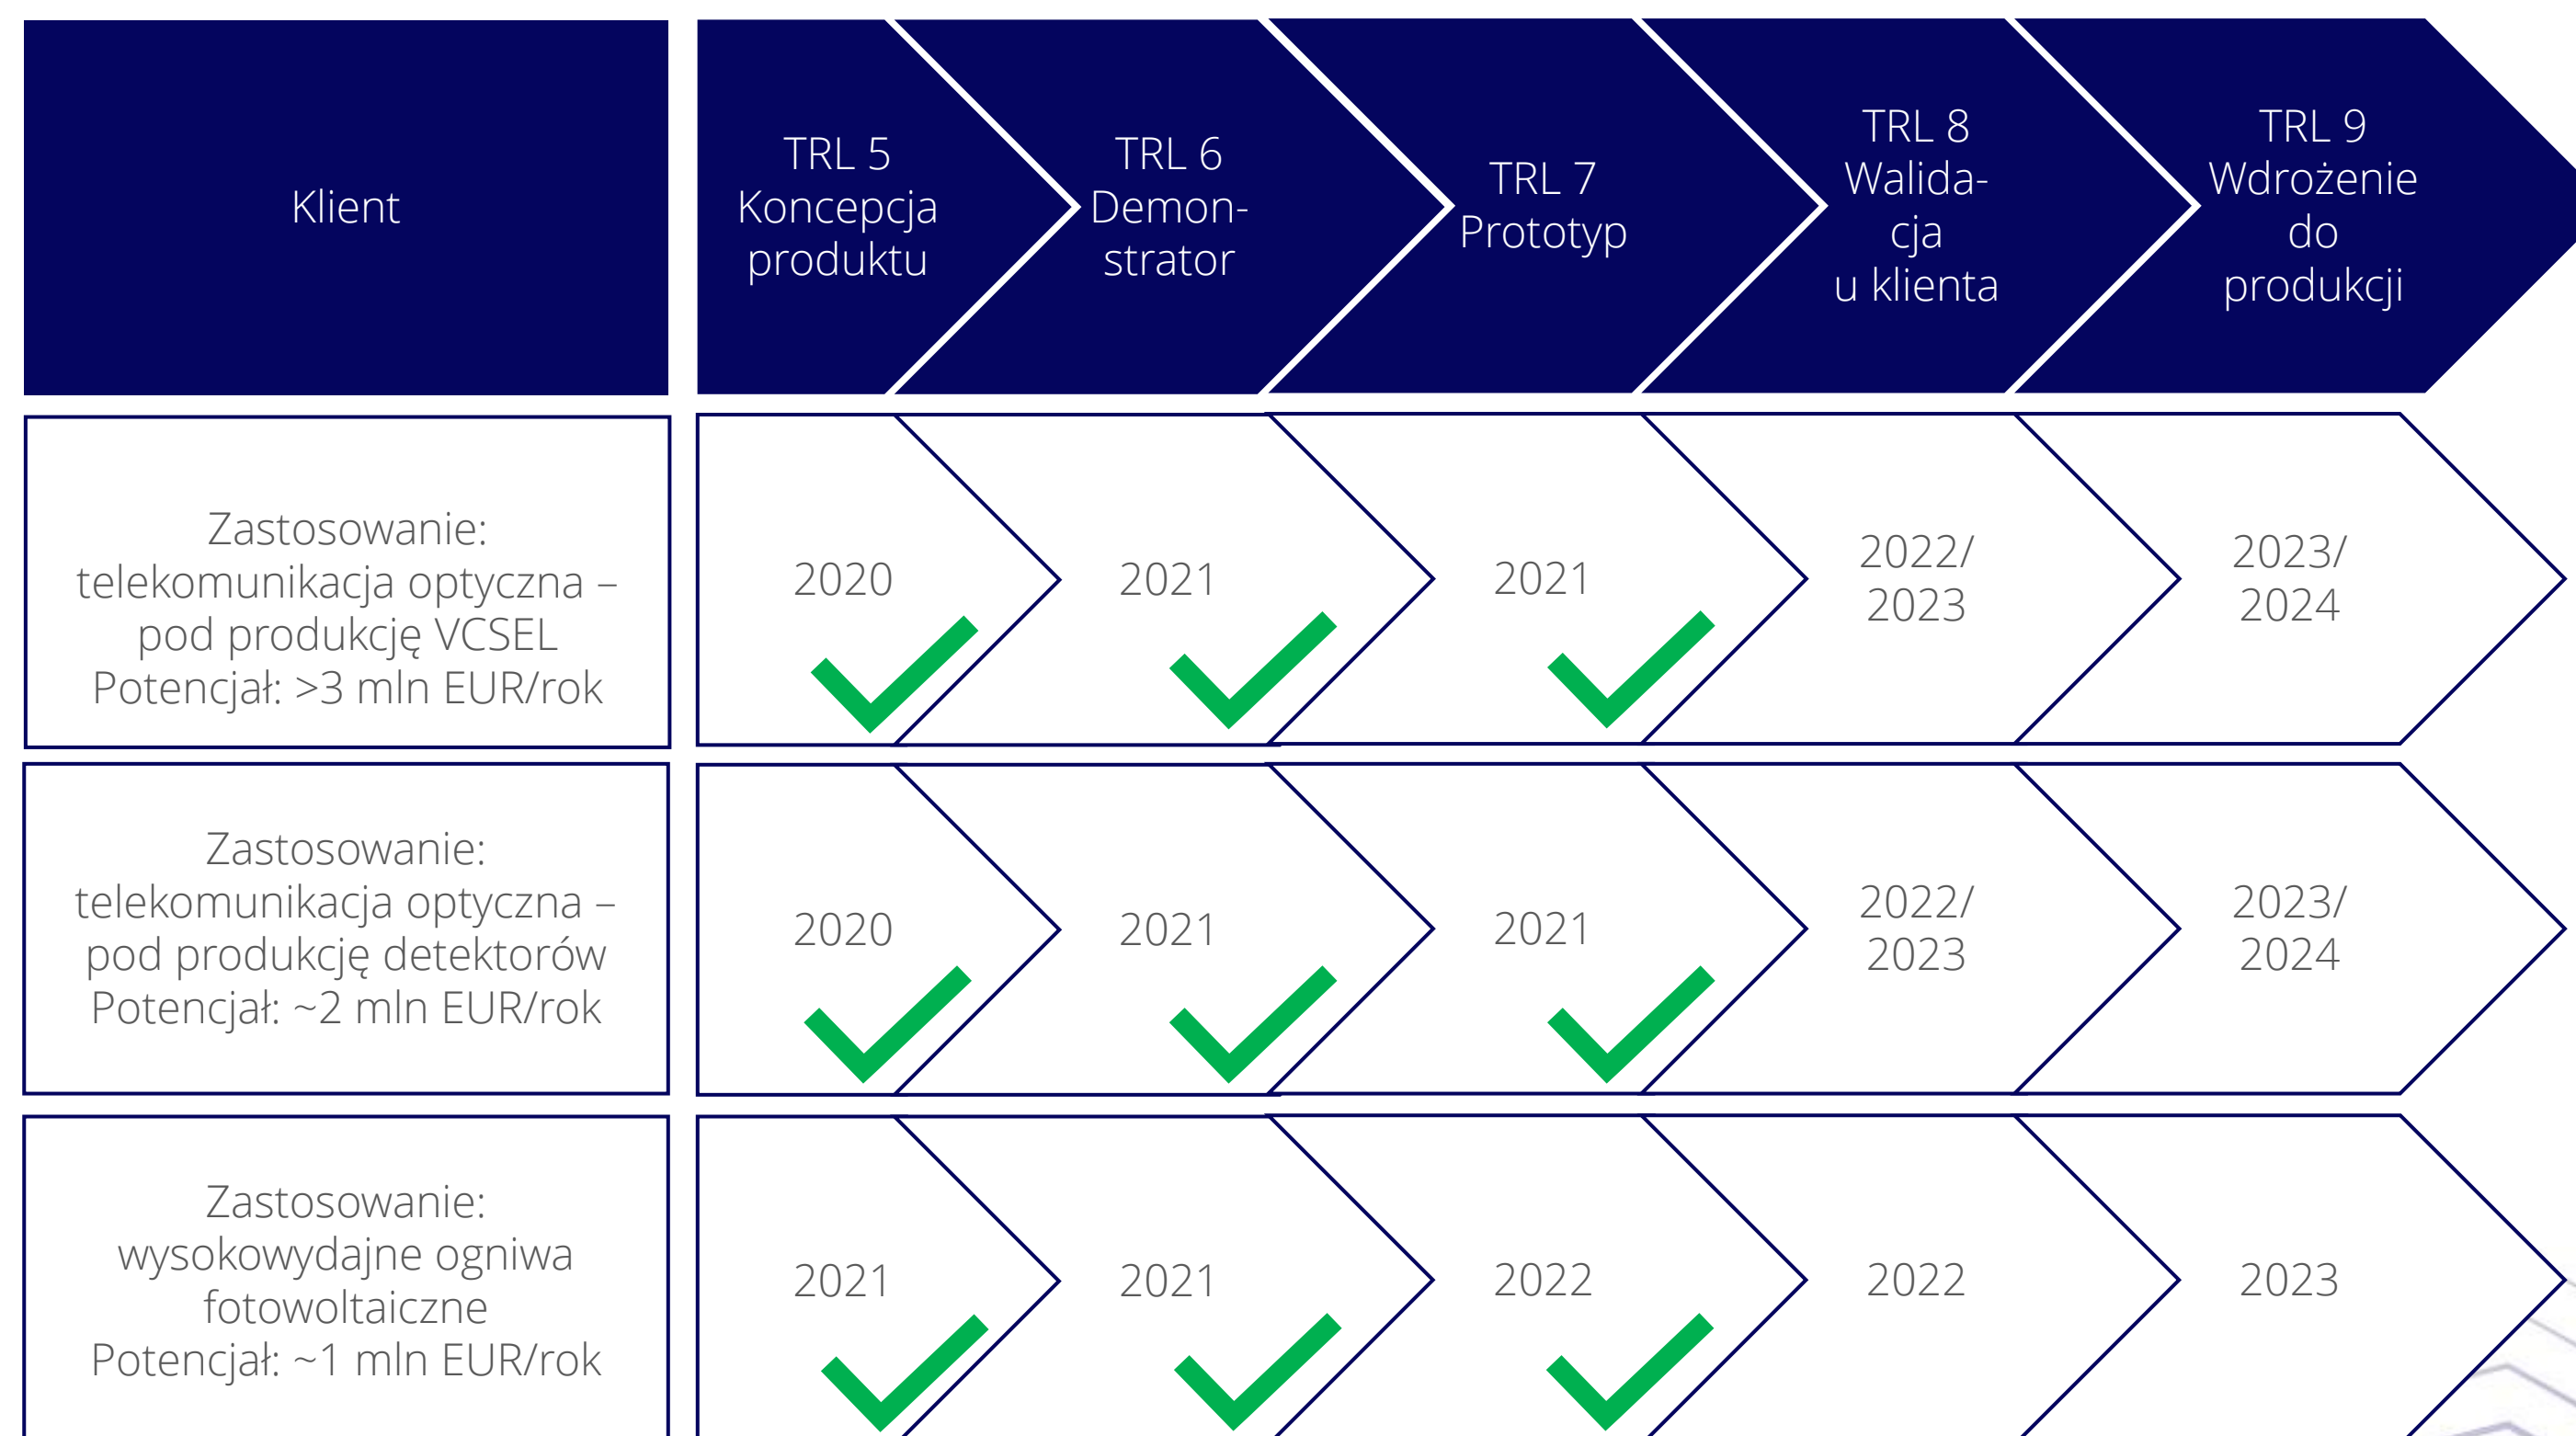 Klient
TRL 5
Koncepcja
produktu
TRL 6
Demon-
strator
TRL 7
Prototyp
TRL 8
Walida-
cja
u klienta
TRL 9
Wdrożenie
do
produkcji
Zastosowanie:
telekomunikacja optyczna –
pod produkcję VCSEL
Potencjał: >3 mln EUR/rok
2020
2021
2021
2022/
2023
2023/
2024
Zastosowanie:
telekomunikacja optyczna –
pod produkcję detektorów
Potencjał: ~2 mln EUR/rok
2020
2021
2021
2022/
2023
2023/
2024
Zastosowanie:
wysokowydajne ogniwa
fotowoltaiczne
Potencjał: ~1 mln EUR/rok
2021
2021
2022
2022
2023